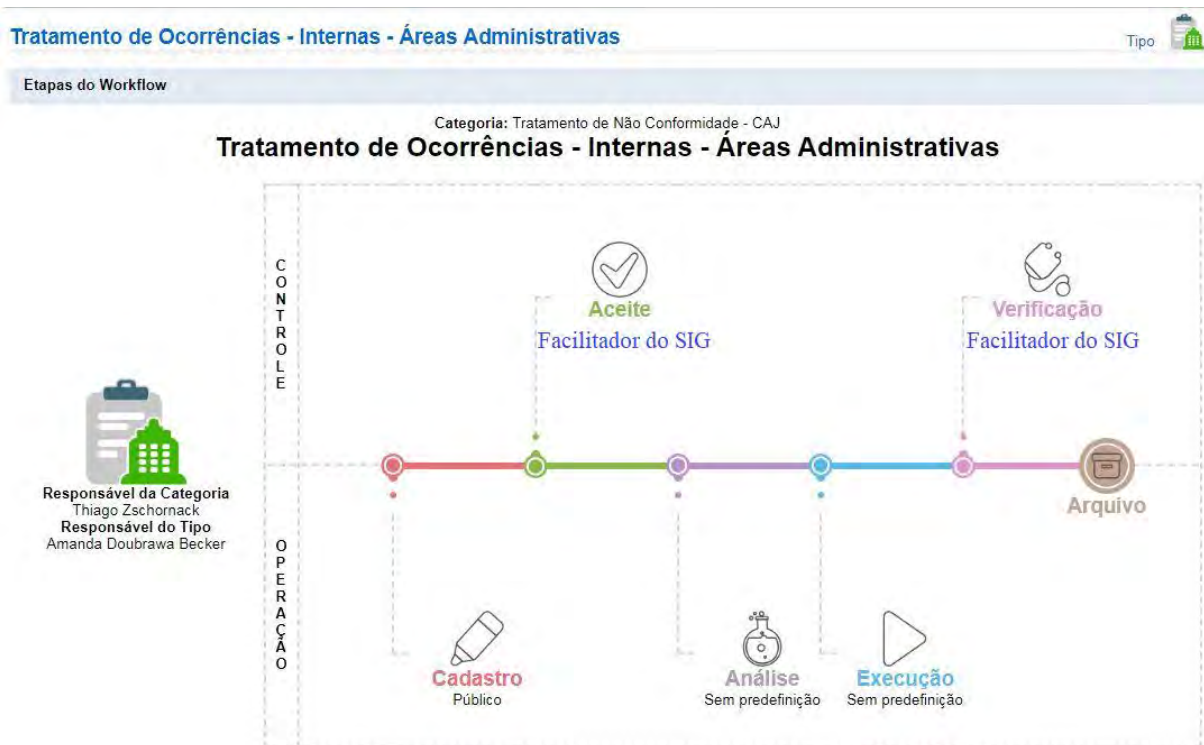 Tratamento de Ocorrências - Internas - Áreas Administrativas
Tipo
Etapas do Workflow
Categoria: Tratamento de Não Conformidade - CAJ
Tratamento de Ocorrências - Internas - Áreas Administrativas
CONTROLE
Aceite
Facilitador do SIG
Verificação
Facilitador do SIG
Responsável da Categoria
Thiago Zschornack
Responsável do Tipo
Amanda Doubrawa Becker
Arquivo
OPERAÇÃO
Cadastro
Público
Análise
Sem predefinição
Execução
Sem predefinição